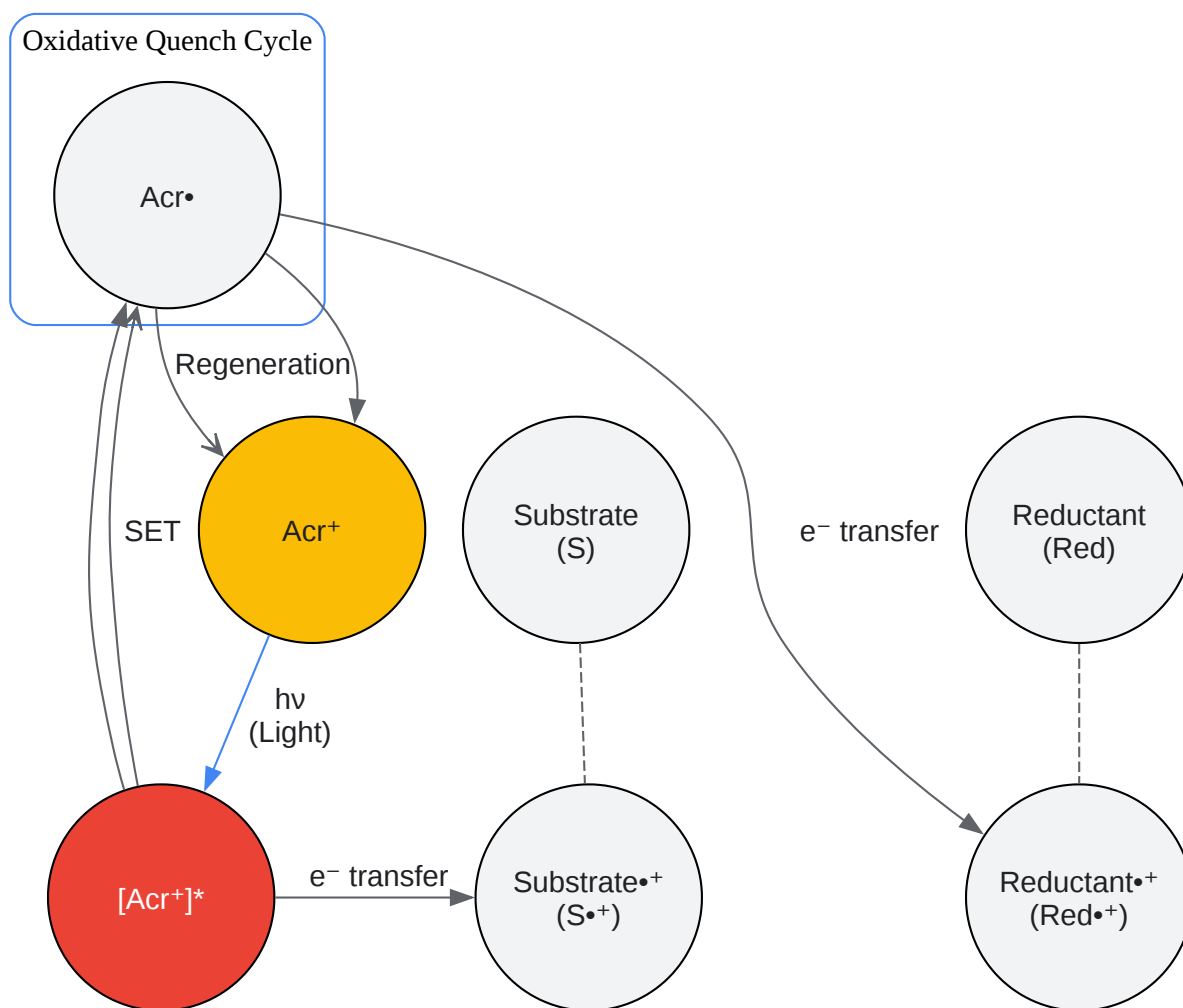 Oxidative Quench Cycle
Acr•
Regeneration
SET
Acr⁺
Substrate
(S)
e⁻ transfer
Reductant
(Red)
hν
(Light)
[Acr⁺]*
e⁻ transfer
Substrate•⁺
(S•⁺)
Reductant•⁺
(Red•⁺)